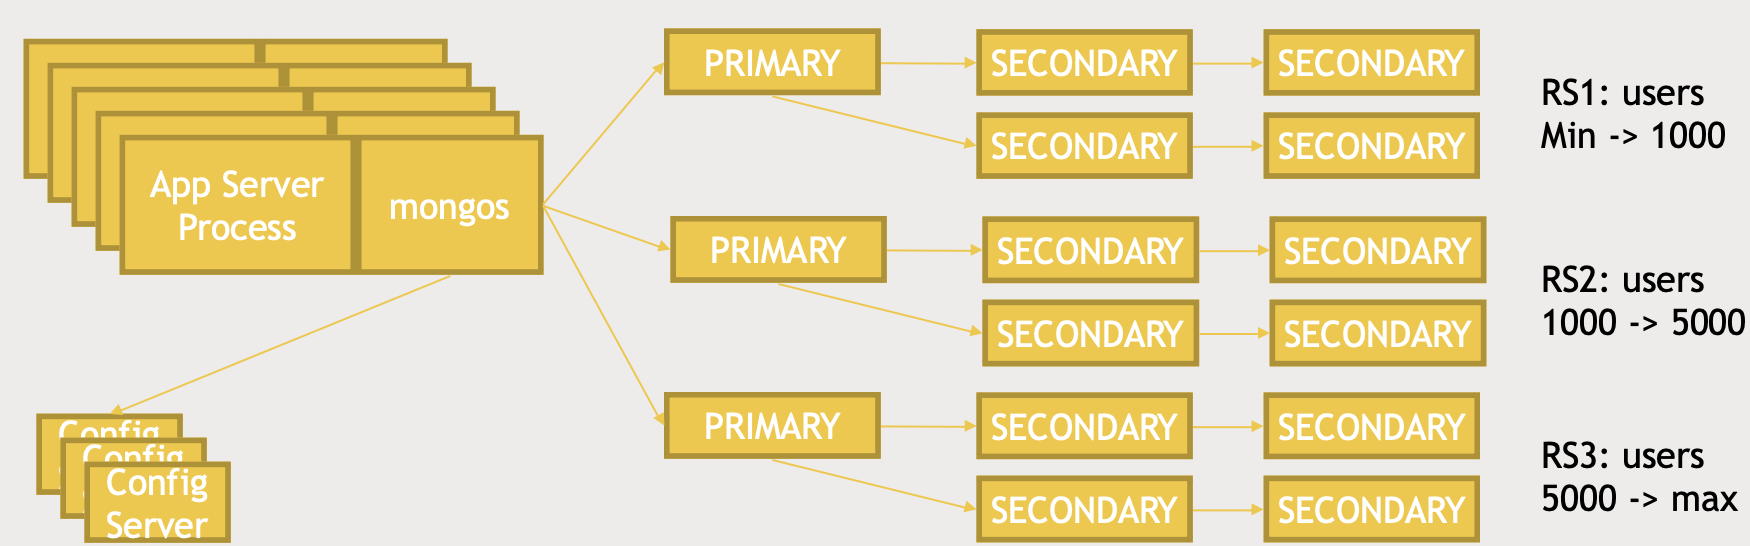 App Server
Process
mongos
Config
Config
Config
Server
PRIMARY
SECONDARY
SECONDARY
SECONDARY
SECONDARY
RS1: users
Min -> 1000
PRIMARY
SECONDARY
SECONDARY
SECONDARY
SECONDARY
RS2: users
1000 -> 5000
PRIMARY
SECONDARY
SECONDARY
SECONDARY
SECONDARY
RS3: users
5000 -> max